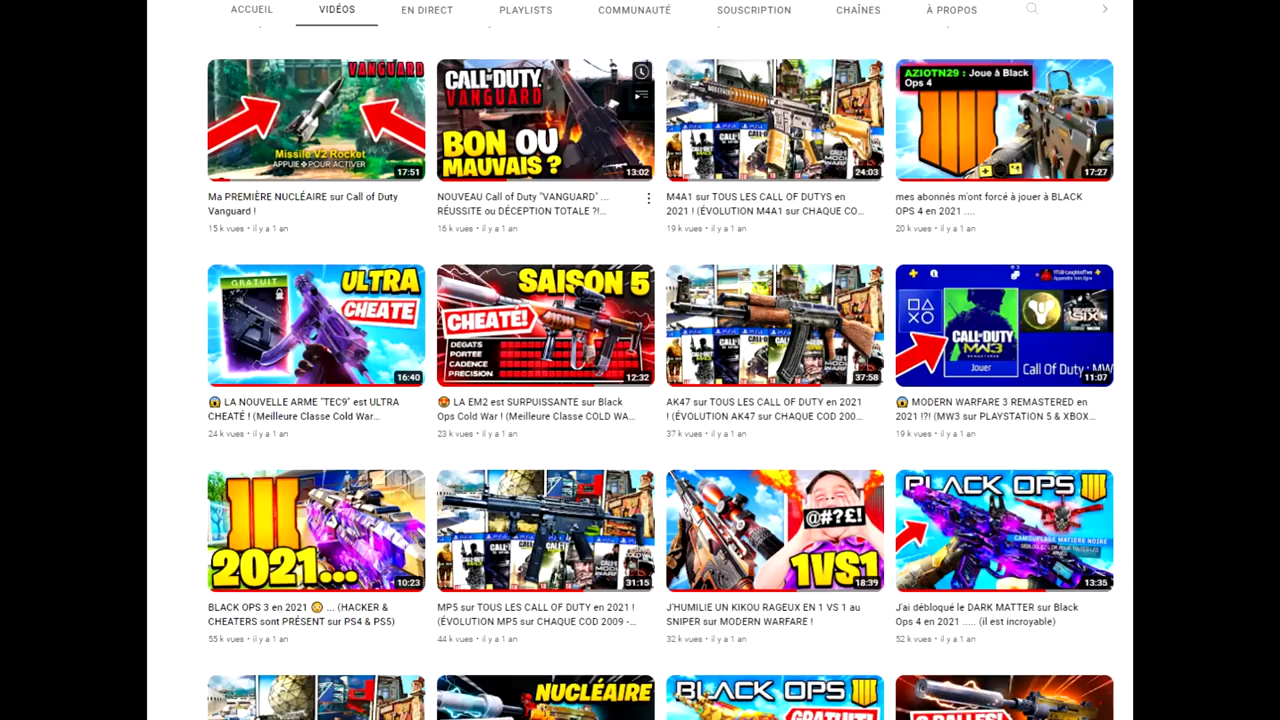 ACCUEIL VIDÉOS EN DIRECT PLAYLISTS COMMUNAUTÉ SOUSCRIPTION CHAÎNES À PROPOS
VANGUARD
Missile V2 Rocket
APPUIE POUR ACTIVER
17:51
CALL OF DUTY
VANGUARD
BON OU
MAUVAIS ?
13:02
24:03
AZIOTN29 : Joue à Black
Ops 4
17:27
Ma PREMIÈRE NUCLÉAIRE sur Call of Duty
Vanguard !
15 k vues • il y a 1 an
NOUVEAU Call of Duty "VANGUARD" ...
RÉUSSITE ou DÉCEPTION TOTALE ?!...
16 k vues • il y a 1 an
M4A1 sur TOUS LES CALL OF DUTYS en
2021 ! (ÉVOLUTION M4A1 sur CHAQUE CO...
19 k vues • il y a 1 an
mes abonnés m'ont forcé à jouer à BLACK
OPS 4 en 2021 ....
20 k vues • il y a 1 an
GRATUIT
ULTRA
CHEATE
16:40
SAISON 5
CHEATÉ!
DEGATS
PORTEE
CADENCE
PRECISION
12:32
37:58
CALL OF DUTY
MW3
REMASTERED
Jouer
Call Of Duty : MW
11:07
😱 LA NOUVELLE ARME "TEC9" est ULTRA
CHEATÉ ! (Meilleure Classe Cold War...
24 k vues • il y a 1 an
🤩 LA EM2 est SURPUISSANTE sur Black
Ops Cold War ! (Meilleure Classe COLD WA...
23 k vues • il y a 1 an
AK47 sur TOUS LES CALL OF DUTY en 2021
! (ÉVOLUTION AK47 sur CHAQUE COD 200...
37 k vues • il y a 1 an
😱 MODERN WARFARE 3 REMASTERED en
2021 !?! (MW3 sur PLAYSTATION 5 & XBOX...
19 k vues • il y a 1 an
2021...
10:23
31:15
@#?£!
1VS1
18:39
BLACK OPS
CAMOUFLAGE MATIÈRE NOIRE
13:35
BLACK OPS 3 en 2021 😳 ... (HACKER &
CHEATERS sont PRÉSENT sur PS4 & PS5)
55 k vues • il y a 1 an
MP5 sur TOUS LES CALL OF DUTY en 2021 !
(ÉVOLUTION MP5 sur CHAQUE COD 2009 -...
44 k vues • il y a 1 an
J'HUMILIE UN KIKOU RAGEUX EN 1 VS 1 au
SNIPER sur MODERN WARFARE !
32 k vues • il y a 1 an
J'ai débloqué le DARK MATTER sur Black
Ops 4 en 2021 ..... (il est incroyable)
52 k vues • il y a 1 an
NUCLÉAIRE
BLACK OPS
GRATUIT!